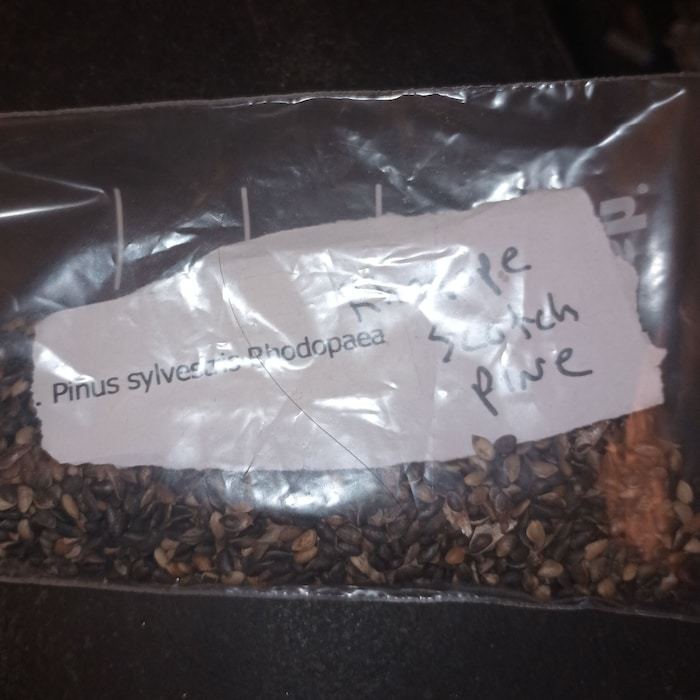 . Pinus sylvestris Rhodopaea
Scotch
Pine